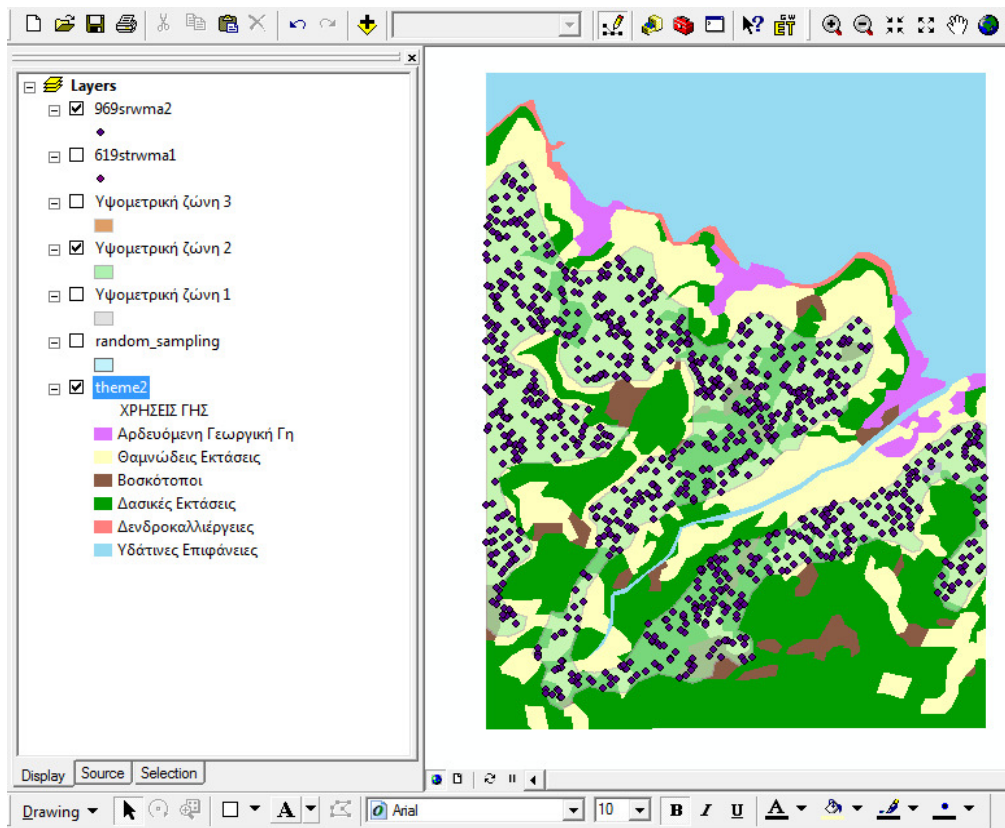 Layers
969srwma2
619strwma1
Υψομετρική ζώνη 3
Υψομετρική ζώνη 2
Υψομετρική ζώνη 1
random_sampling
theme2
ΧΡΗΣΕΙΣ ΓΗΣ
Αρδευόμενη Γεωργική Γη
Θαμνώδεις Εκτάσεις
Βοσκότοποι
Δασικές Εκτάσεις
Δενδροκαλλιέργειες
Υδάτινες Επιφάνειες
Display Source Selection
Drawing A Arial 10 B I U A